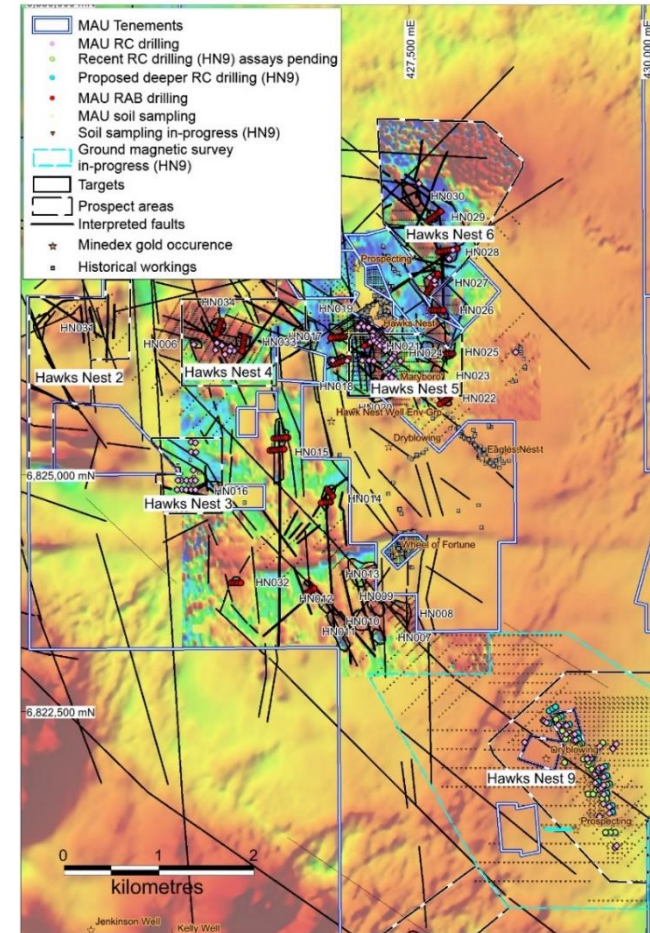 6,830,000 mN
MAU Tenements
MAU RC drilling
Recent RC drilling (HN9) assays pending
Proposed deeper RC drilling (HN9)
MAU RAB drilling
MAU soil sampling
Soil sampling in-progress (HN9)
Ground magnetic survey
in-progress (HN9)
Targets
Prospect areas
Interpreted faults
Minedex gold occurence
Historical workings
427,500 mE
430,000 mE
HN030
HN029
Hawks Nest 6
HN028
Prospecting
HN027
HN034
HN019
HN026
HN031
HN006
HN033
HN017
Hawks Nest
HN021
HN024
HN025
Hawks Nest 2
Hawks Nest 4
HN018
Maryboro
Hawks Nest 5
HN023
HN020
HN022
Hawk Nest Well Env Grp
Dryblowing
Eagles Nest t
HN015
6,825,000 mN
HN016
HN014
Hawks Nest 3
Wheel of Fortune
HN013
HN032
HN012
HN009
HN008
HN010
HN011
HN007
6,822,500 mN
Dryblowing
Hawks Nest 9
Prospecting
0
2
kilometres
Jenkinson Well
Kelly Well